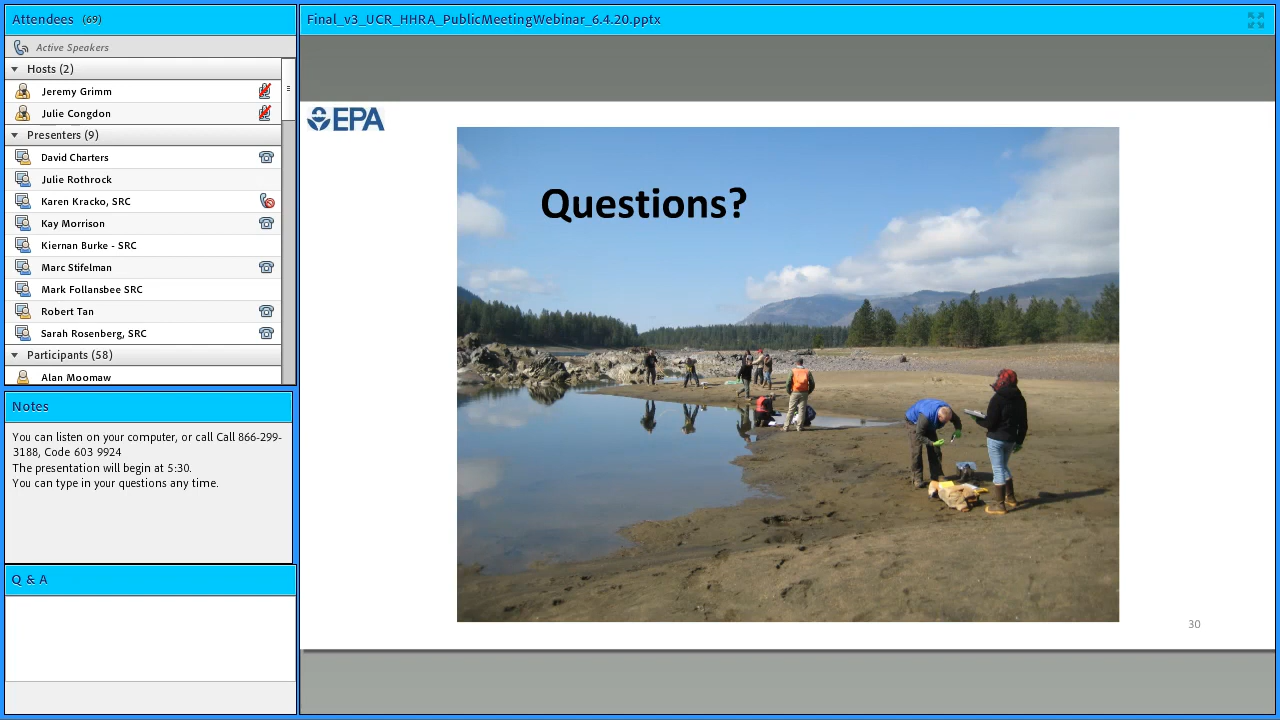 Attendees (69)
Active Speakers
Hosts (2)
Jeremy Grimm
Julie Congdon
Presenters (9)
David Charters
Julie Rothrock
Karen Kracko, SRC
Kay Morrison
Kiernan Burke - SRC
Marc Stifelman
Mark Follansbee SRC
Robert Tan
Sarah Rosenberg, SRC
Participants (58)
Alan Moomaw
Notes
You can listen on your computer, or call Call 866-299-
3188, Code 603 9924
The presentation will begin at 5:30.
You can type in your questions any time.
Q & A
Final_v3_UCR_HHRA_PublicMeetingWebinar_6.4.20.pptx
EPA
Questions?
30